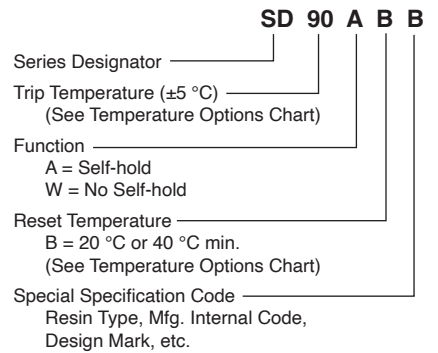 SD 90 A B B
Series Designator
Trip Temperature (±5 °C)
(See Temperature Options Chart)
Function
A = Self-hold
W = No Self-hold
Reset Temperature
B = 20 °C or 40 °C min.
(See Temperature Options Chart)
Special Specification Code
Resin Type, Mfg. Internal Code,
Design Mark, etc.